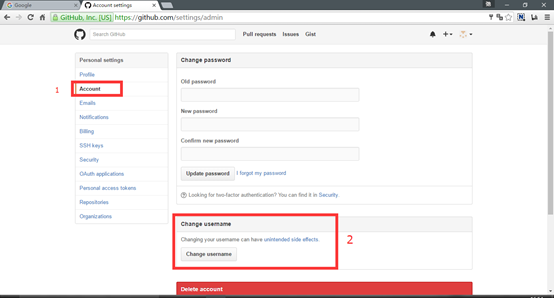 Google
Account settings
GitHub, Inc. [US] https://github.com/settings/admin
Search GitHub
Pull requests Issues Gist
Personal settings
Profile
1
Account
Emails
Notifications
Billing
SSH keys
Security
OAuth applications
Personal access tokens
Repositories
Organizations
Change password
Old password
New password
Confirm new password
Update password I forgot my password
Looking for two-factor authentication? You can find it in Security.
Change username
2
Changing your username can have unintended side effects.
Change username
Delete account